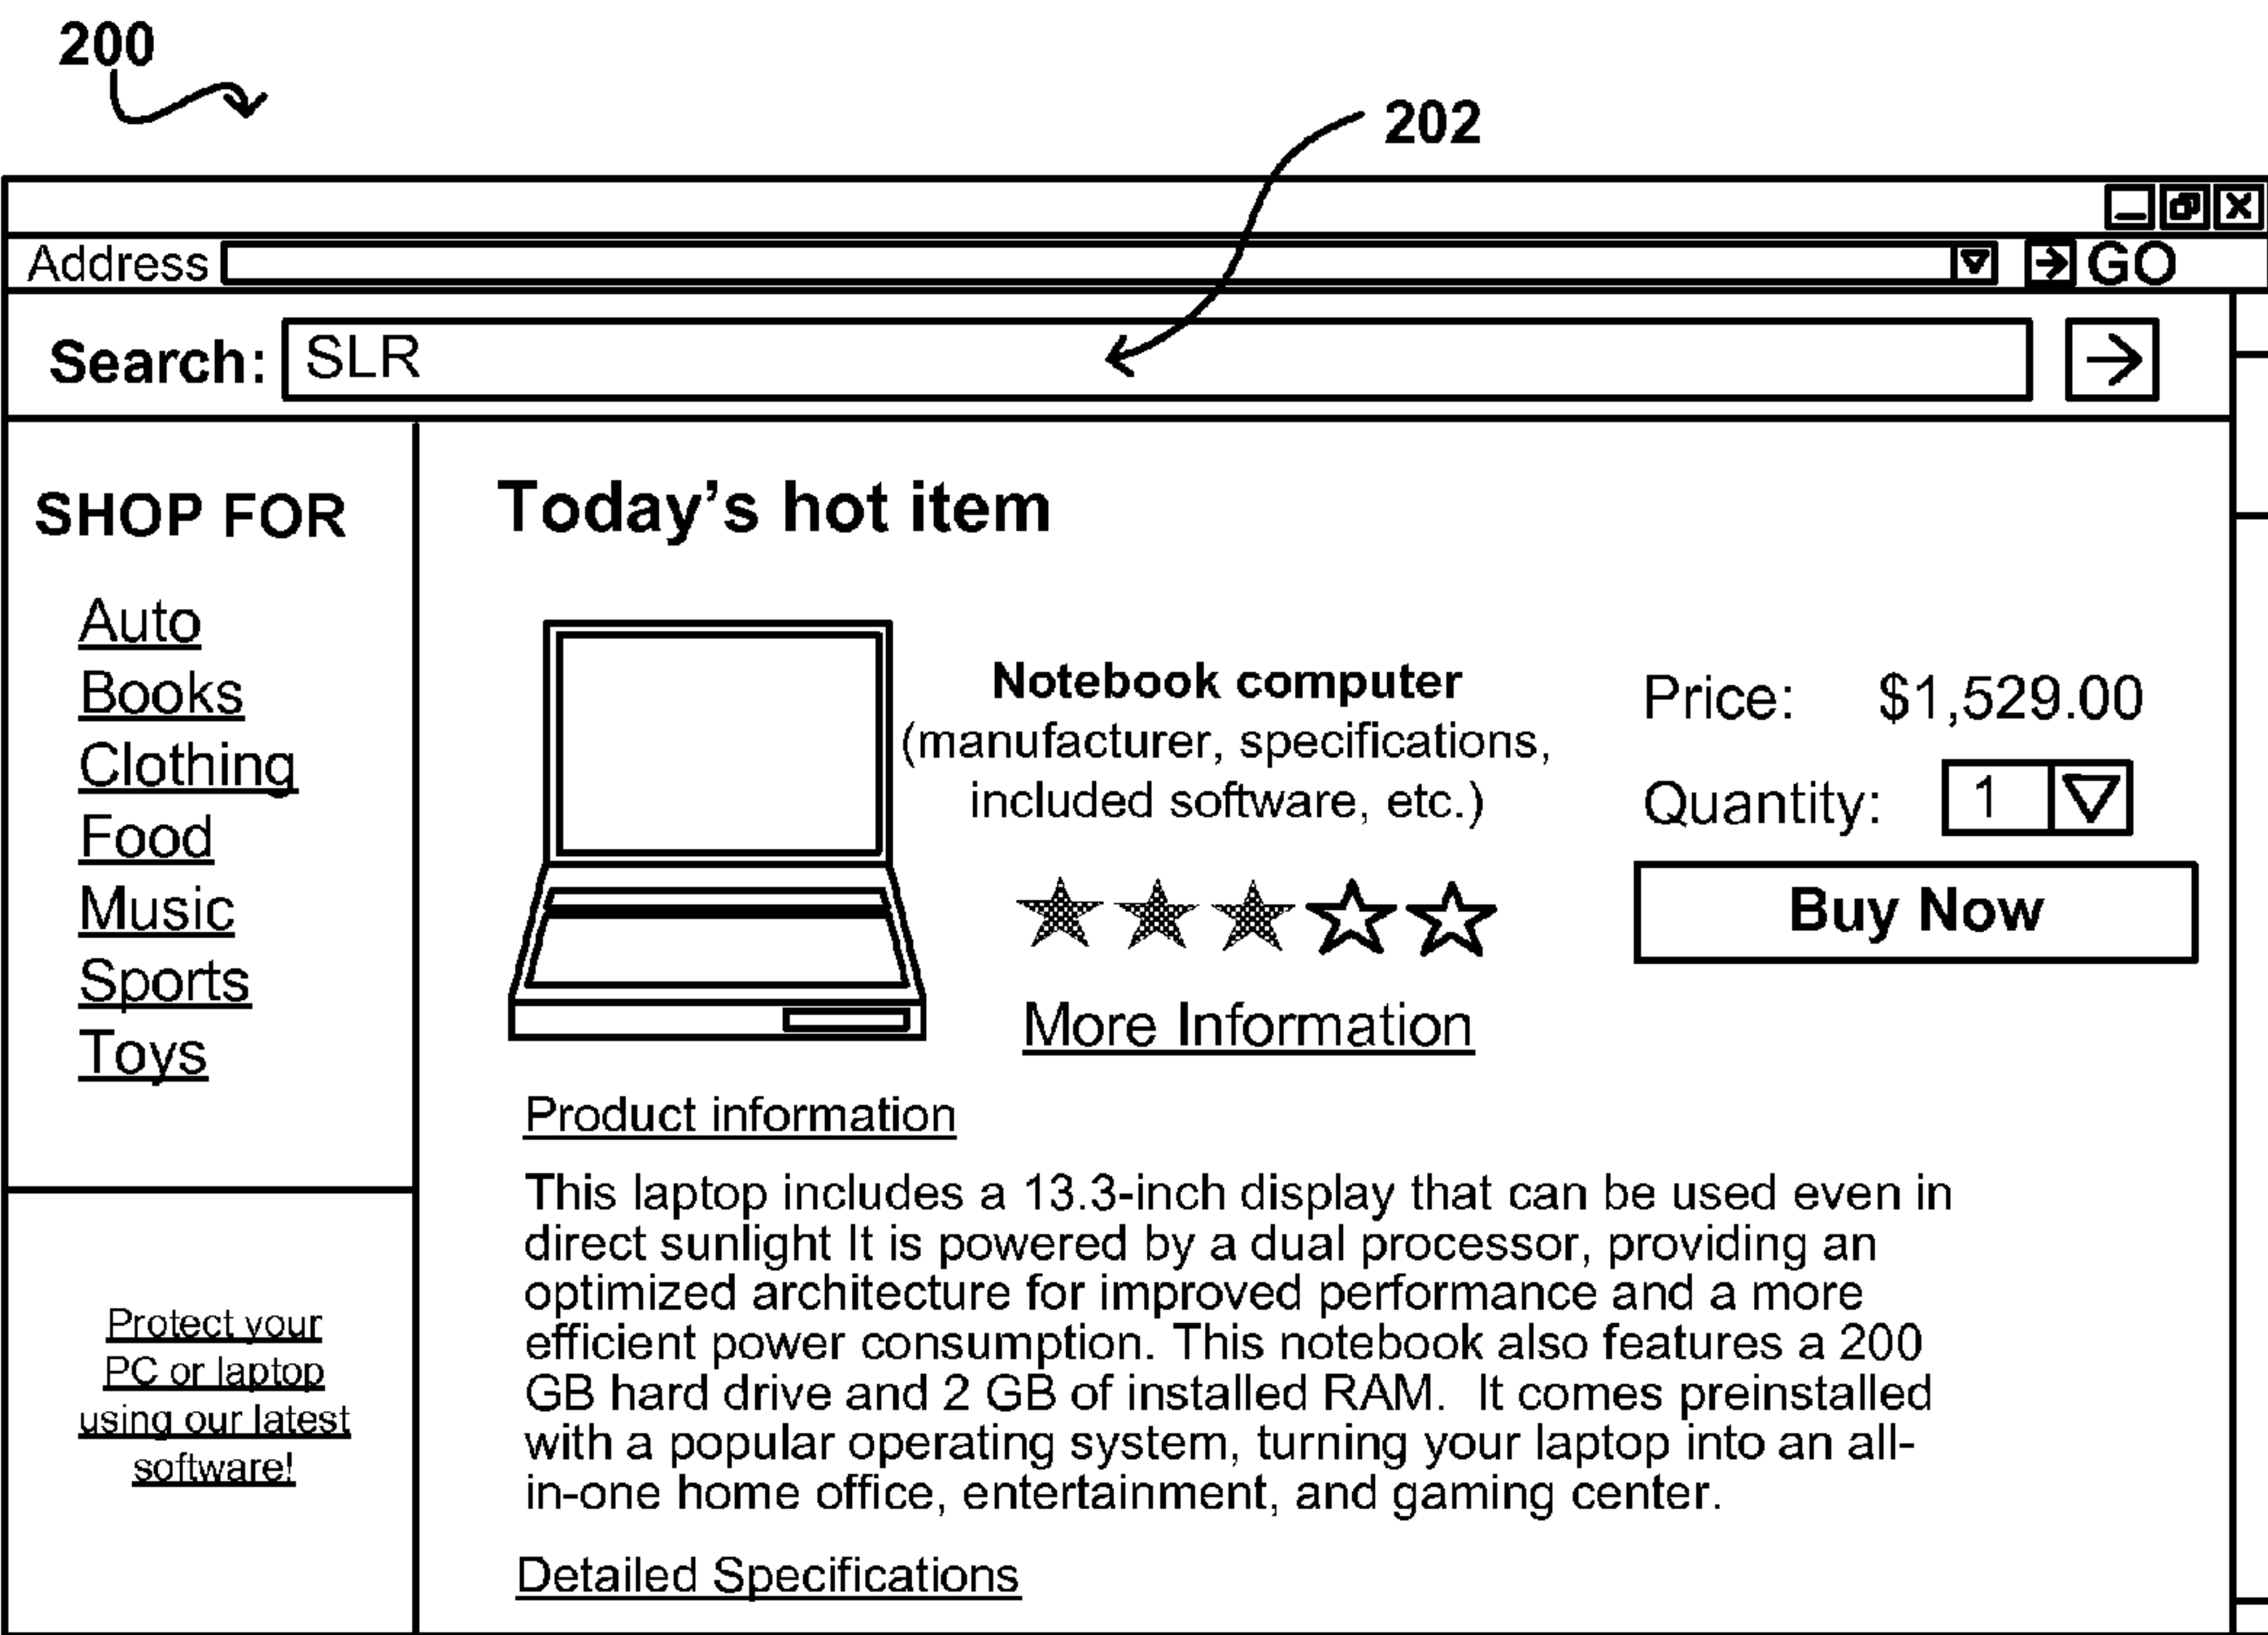 200
202
Address GO
Search: SLR
SHOP FOR
Auto
Books
Clothing
Food
Music
Sports
Toys
Protect your
PC or laptop
using our latest
software!
Today's hot item
Notebook computer
(manufacturer, specifications,
included software, etc.)
More Information
Price: $1,529.00
Quantity: 1
Buy Now
Product information
This laptop includes a 13.3-inch display that can be used even in
direct sunlight It is powered by a dual processor, providing an
optimized architecture for improved performance and a more
efficient power consumption. This notebook also features a 200
GB hard drive and 2 GB of installed RAM.  It comes preinstalled
with a popular operating system, turning your laptop into an all-
in-one home office, entertainment, and gaming center.
Detailed Specifications